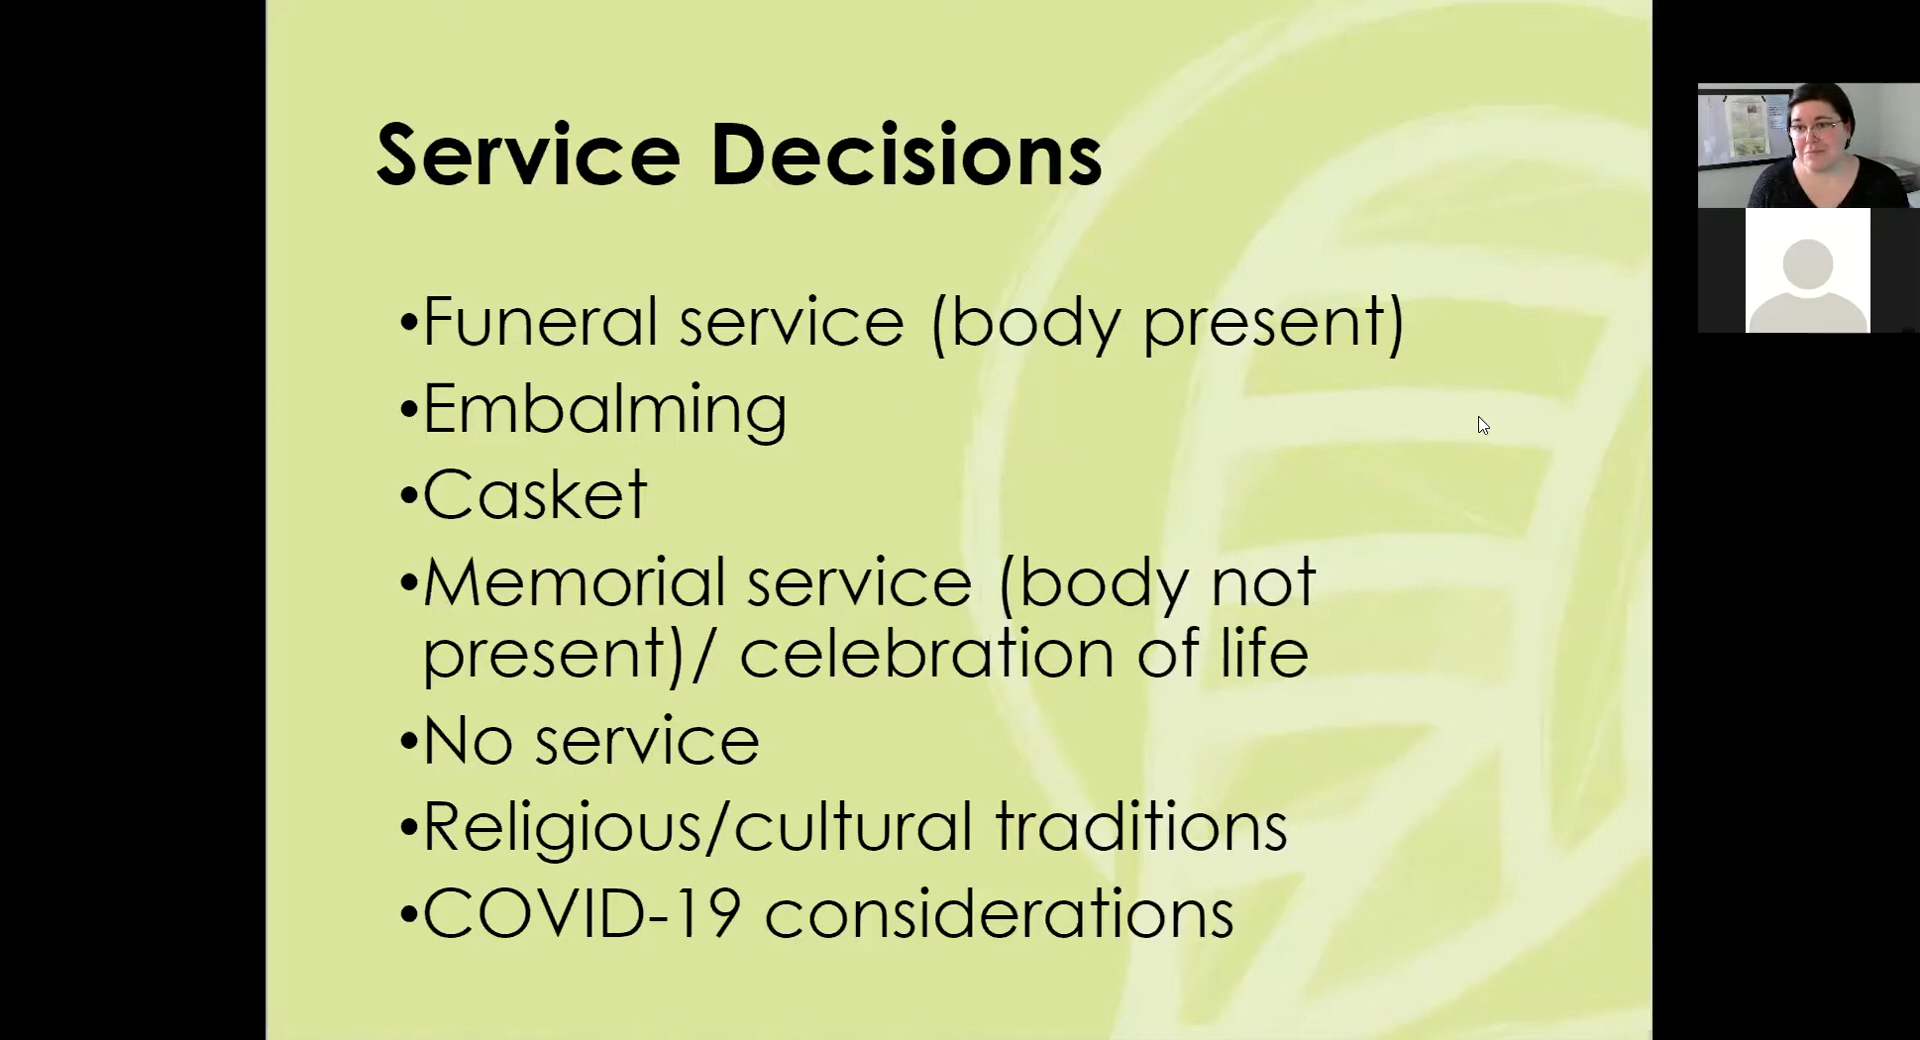 Service Decisions
•Funeral service (body present)
•Embalming
•Casket
•Memorial service (body not
present)/ celebration of life
•No service
•Religious/cultural traditions
•COVID-19 considerations